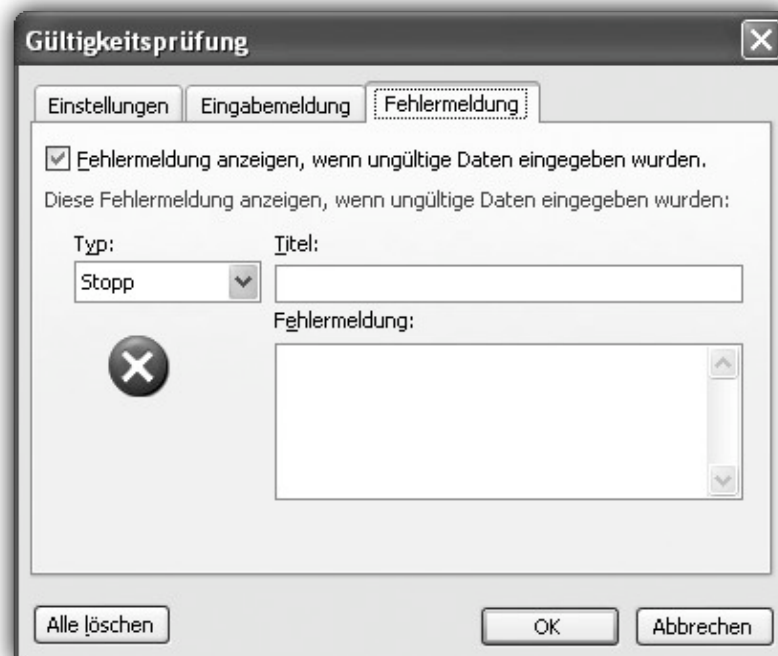 Gültigkeitsprüfung
Einstellungen Eingabemeldung Fehlermeldung
Fehlermeldung anzeigen, wenn ungültige Daten eingegeben wurden.
Diese Fehlermeldung anzeigen, wenn ungültige Daten eingegeben wurden:
Typ: Titel:
Stopp
Fehlermeldung:
Alle löschen OK Abbrechen